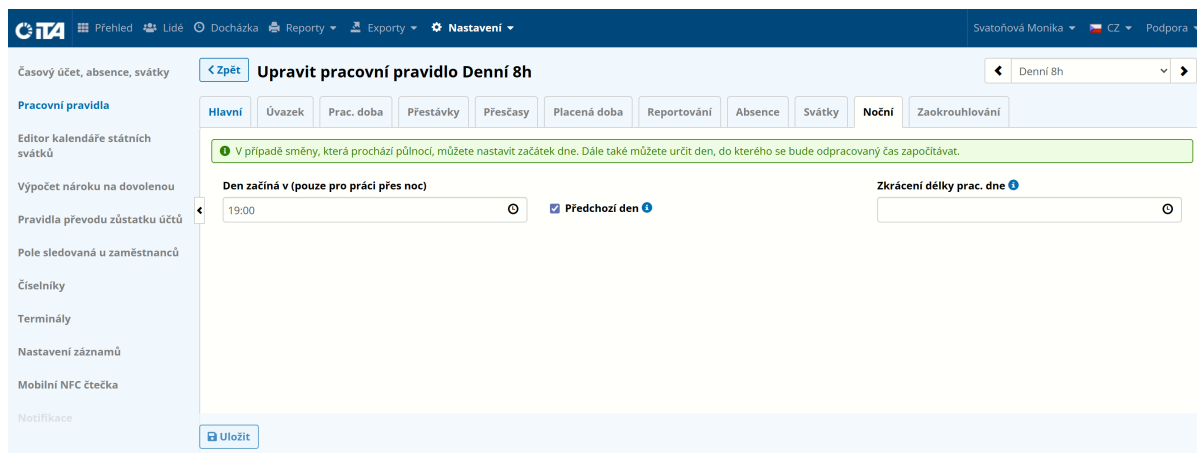 iTA Přehled Lidé Docházka Reporty Exporty Nastavení Svatoňová Monika CZ Podpora
Časový účet, absence, svátky
Pracovní pravidla
Editor kalendáře státních
svátků
Výpočet nároku na dovolenou
Pravidla převodu zůstatku účtů
Pole sledovaná u zaměstnanců
Číselníky
Terminály
Nastavení záznamů
Mobilní NFC čtečka
Notifikace
Zpět Upravit pracovní pravidlo Denní 8h Denní 8h
Hlavní Úvazek Prac. doba Přestávky Přesčasy Placená doba Reportování Absence Svátky Noční Zaokrouhlování
V případě směny, která prochází půlnocí, můžete nastavit začátek dne. Dále také můžete určit den, do kterého se bude odpracovaný čas započítávat.
Den začíná v (pouze pro práci přes noc) Zkrácení délky prac. dne
19:00 Předchozí den
Uložit